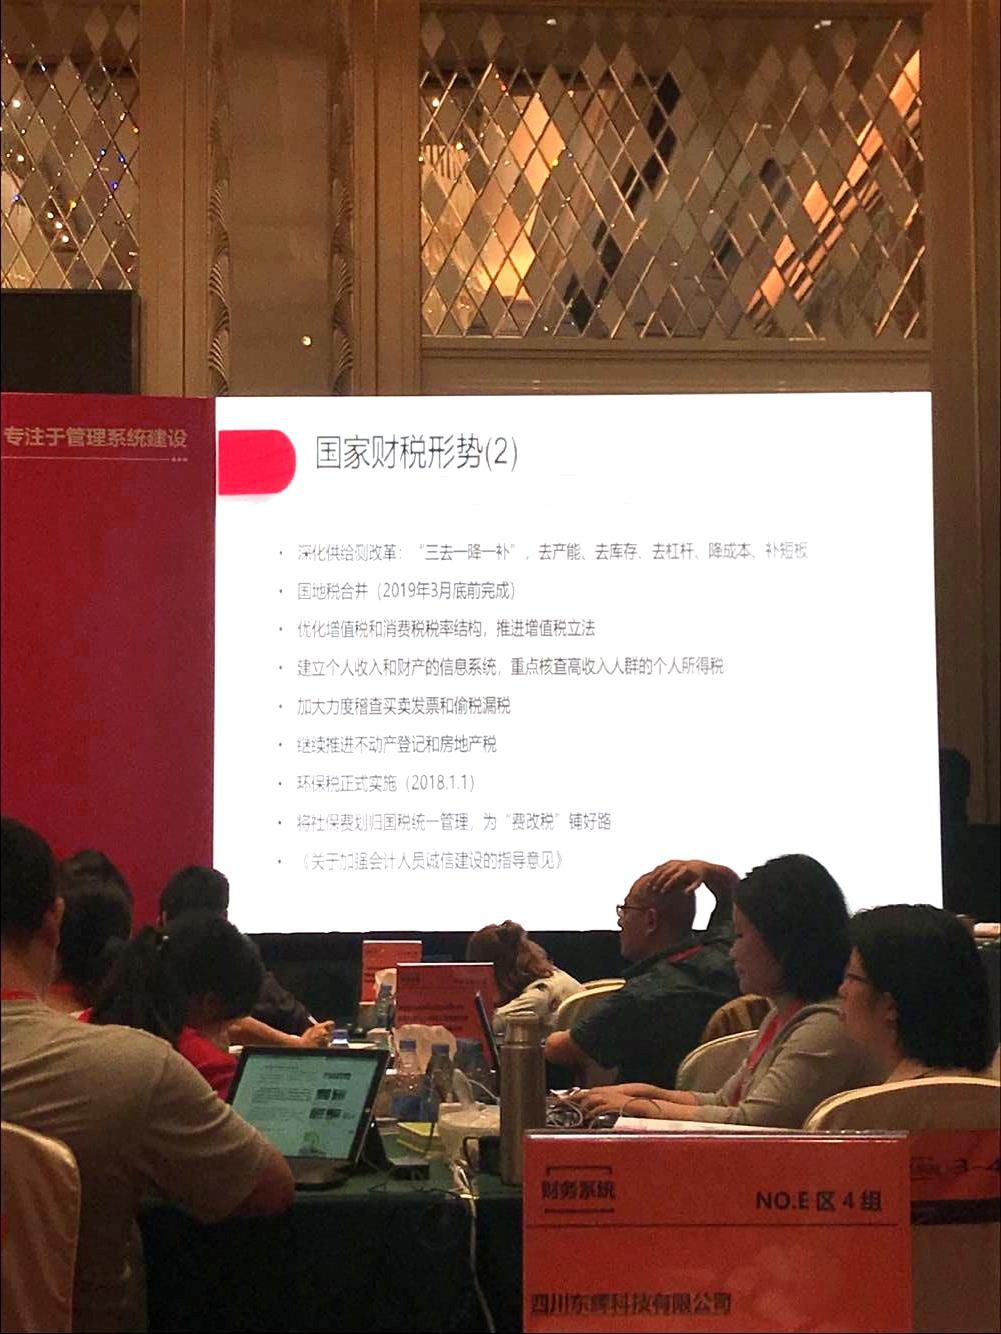 专注于管理系统建设
国家财税形势(2)
· 深化供给侧改革：“三去一降一补”，去产能、去库存、去杠杆、降成本、补短板
· 国地税合并（2019年3月底前完成）
· 优化增值税和消费税税率结构，推进增值税立法
· 建立个人收入和财产的信息系统，重点核查高收入人群的个人所得税
· 加大力度稽查买卖发票和偷税漏税
· 继续推进不动产登记和房地产税
· 环保税正式实施（2018.1.1）
· 将社保费划归国税统一管理，为“费改税”铺好路
· 《关于加强会计人员诚信建设的指导意见》
财务系統
NO.E 区 4 组
四川东辉科技有限公司
3-4